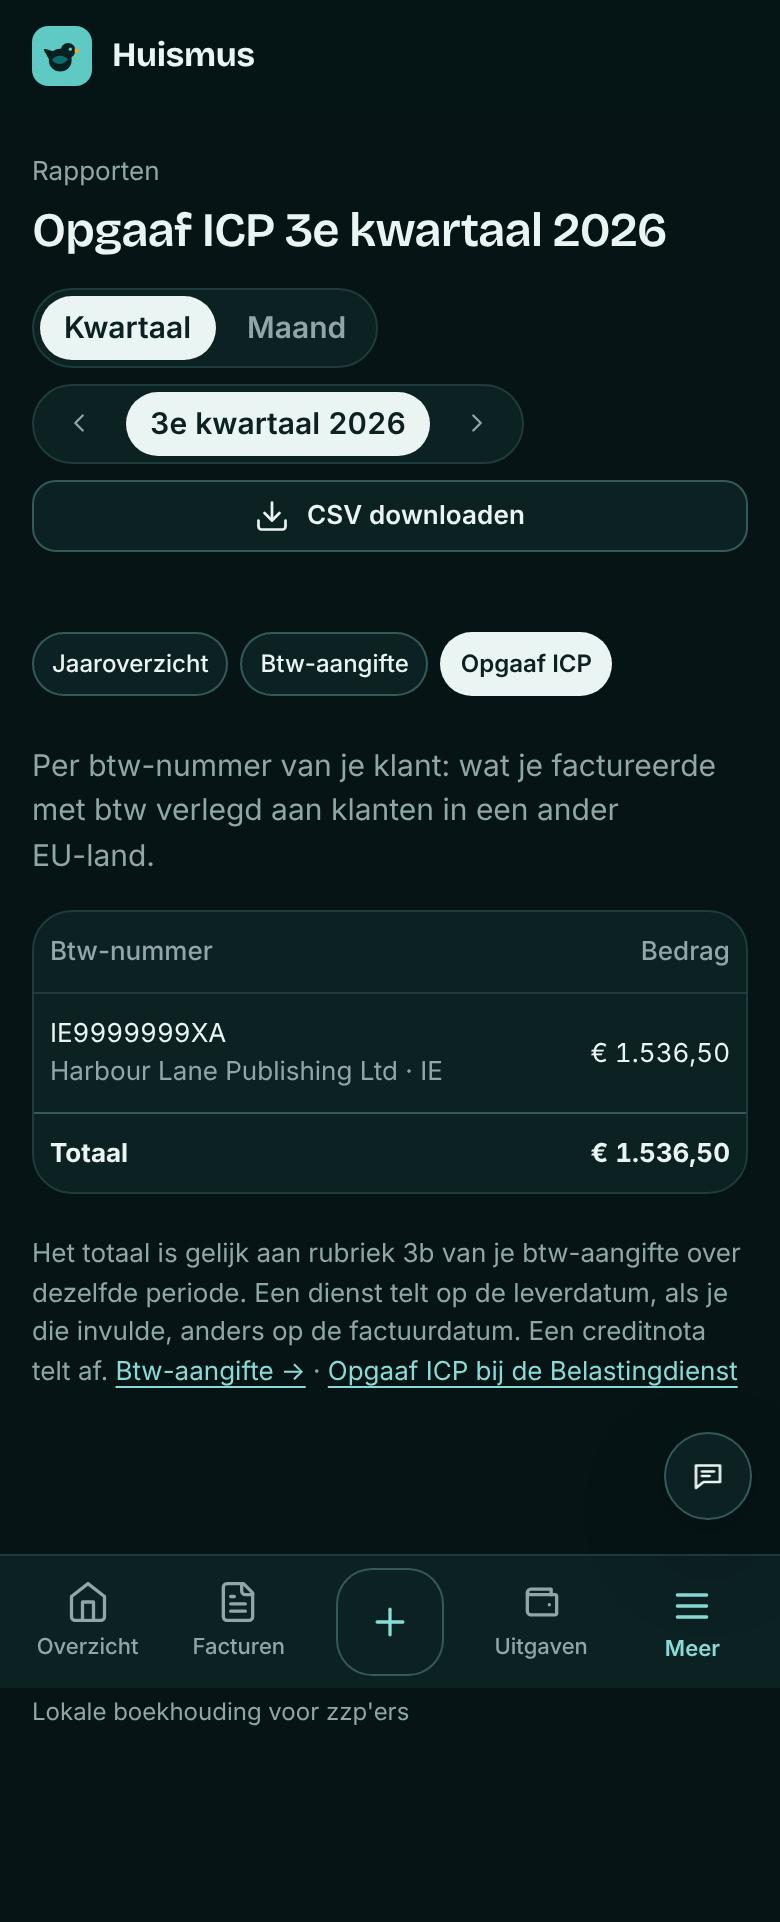 Huismus
Rapporten
Opgaaf ICP 3e kwartaal 2026
Kwartaal Maand
3e kwartaal 2026
CSV downloaden
Jaaroverzicht Btw-aangifte Opgaaf ICP
Per btw-nummer van je klant: wat je factureerde
met btw verlegd aan klanten in een ander
EU-land.
Btw-nummer Bedrag
IE9999999XA
Harbour Lane Publishing Ltd · IE
€ 1.536,50
Totaal € 1.536,50
Het totaal is gelijk aan rubriek 3b van je btw-aangifte over
dezelfde periode. Een dienst telt op de leverdatum, als je
die invulde, anders op de factuurdatum. Een creditnota
telt af. Btw-aangifte → · Opgaaf ICP bij de Belastingdienst
Overzicht Facturen Uitgaven Meer
Lokale boekhouding voor zzp'ers